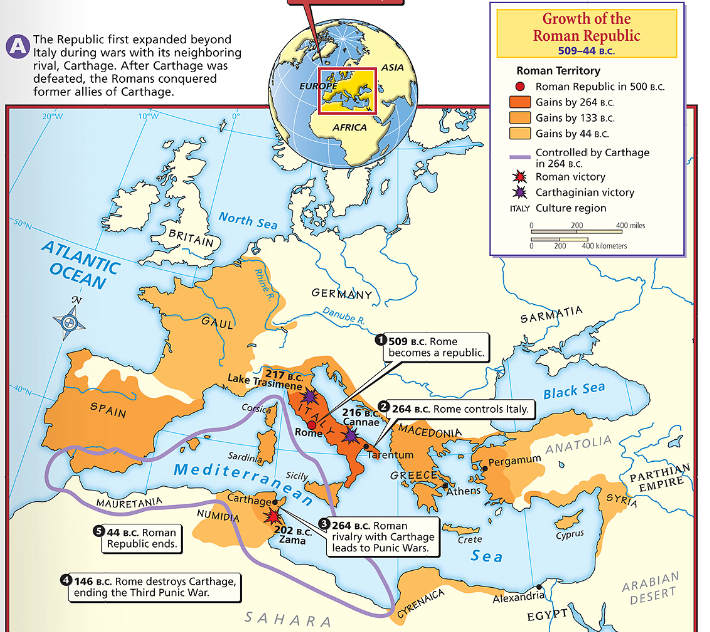 A
The Republic first expanded beyond
Italy during wars with its neighboring
rival, Carthage. After Carthage was
defeated, the Romans conquered
former allies of Carthage.
EUROPE
ASIA
AFRICA
Growth of the
Roman Republic
509–44 B.C.
Roman Territory
Roman Republic in 500 B.C.
Gains by 264 B.C.
Gains by 133 B.C.
Gains by 44 B.C.
Controlled by Carthage
in 264 B.C.
Roman victory
Carthaginian victory
ITALY Culture region
0 200 400 miles
0 200 400 kilometers
20°W
10°W
0°
50°N
40°N
North Sea
BRITAIN
ATLANTIC
OCEAN
N
Rhine R.
GERMANY
Danube R.
GAUL
SARMATIA
1 509 B.C. Rome
becomes a republic.
217 B.C.
Lake Trasimene
Black Sea
SPAIN
Corsica
ITALY
216 B.C.
Cannae
2 264 B.C. Rome controls Italy.
Rome
MACEDONIA
ANATOLIA
Tarentum
Sardinia
Pergamum
PARTHIAN
EMPIRE
Mediterranean
Sea
Sicily
GREECE
Athens
SYRIA
MAURETANIA
Carthage
NUMIDIA
202 B.C.
Zama
3 264 B.C. Roman
rivalry with Carthage
leads to Punic Wars.
5 44 B.C. Roman
Republic ends.
Crete
Cyprus
4 146 B.C. Rome destroys Carthage,
ending the Third Punic War.
CYRENAICA
Alexandria
ARABIAN
DESERT
SAHARA
EGYPT